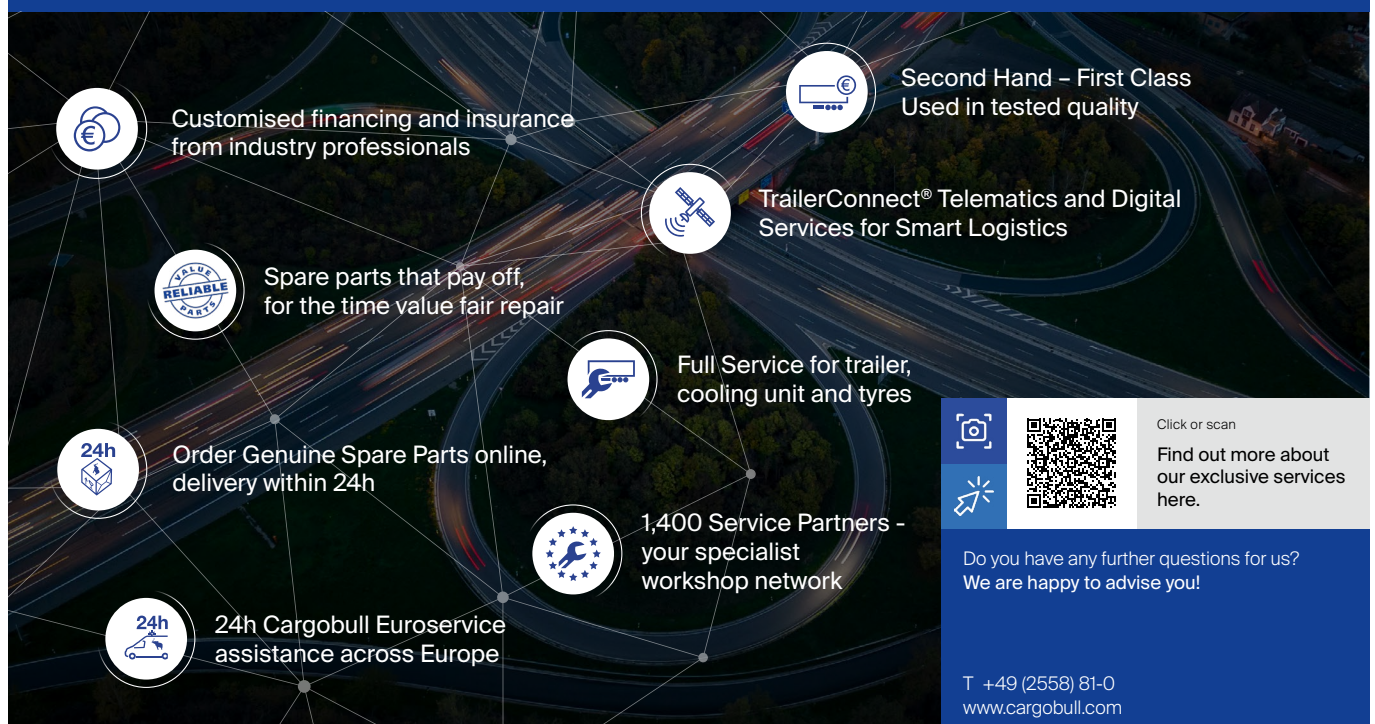 Customised financing and insurance
from industry professionals
Second Hand – First Class
Used in tested quality
TrailerConnect® Telematics and Digital
Services for Smart Logistics
VALUE
RELIABLE
PARTS
Spare parts that pay off,
for the time value fair repair
Full Service for trailer,
cooling unit and tyres
24h
Order Genuine Spare Parts online,
delivery within 24h
1,400 Service Partners -
your specialist
workshop network
24h
24h Cargobull Euroservice
assistance across Europe
Click or scan
Find out more about
our exclusive services
here.
Do you have any further questions for us?
We are happy to advise you!
T +49 (2558) 81-0
www.cargobull.com